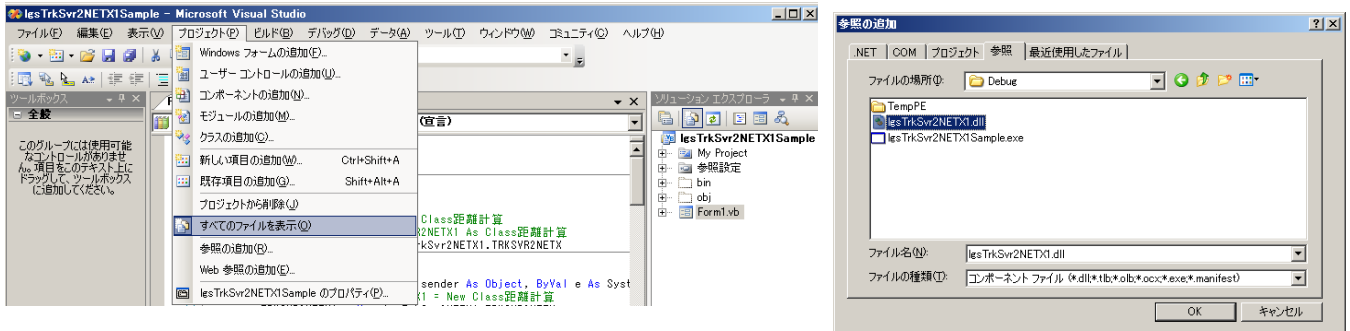 lgsTrkSvr2NETX1Sample - Microsoft Visual Studio
ファイル(F) 編集(E) 表示(V) プロジェクト(P) ビルド(B) デバッグ(D) データ(A) ツール(T) ウィンドウ(W) コミュニティ(C) ヘルプ(H)
ツールボックス
全般
このグループには使用可能
なコントロールがありませ
ん。項目をこのテキスト上に
ドラッグして、ツールボックス
に追加してください。
Windows フォームの追加(F)...
ユーザー コントロールの追加(U)...
コンポーネントの追加(N)...
モジュールの追加(M)...
クラスの追加(C)...
新しい項目の追加(W)... Ctrl+Shift+A
既存項目の追加(G)... Shift+Alt+A
プロジェクトから削除(J)
すべてのファイルを表示(O)
参照の追加(R)...
Web 参照の追加(E)...
lgsTrkSvr2NETX1Sample のプロパティ(P)...
(宣言)
Class距離計算
2NETX1 As Class距離計算
kSvr2NETX1.TRKSVR2NETX
sender As Object, ByVal e As Syst
X1 = New Class距離計算
ソリューション エクスプローラ
lgsTrkSvr2NETX1Sample
My Project
参照設定
bin
obj
Form1.vb
参照の追加
.NET COM プロジェクト 参照 最近使用したファイル
ファイルの場所(I): Debug
TempPE
lgsTrkSvr2NETX1.dll
lgsTrkSvr2NETX1Sample.exe
ファイル名(N): lgsTrkSvr2NETX1.dll
ファイルの種類(T): コンポーネント ファイル (*.dll;*.tlb;*.olb;*.ocx;*.exe;*.manifest)
OK キャンセル